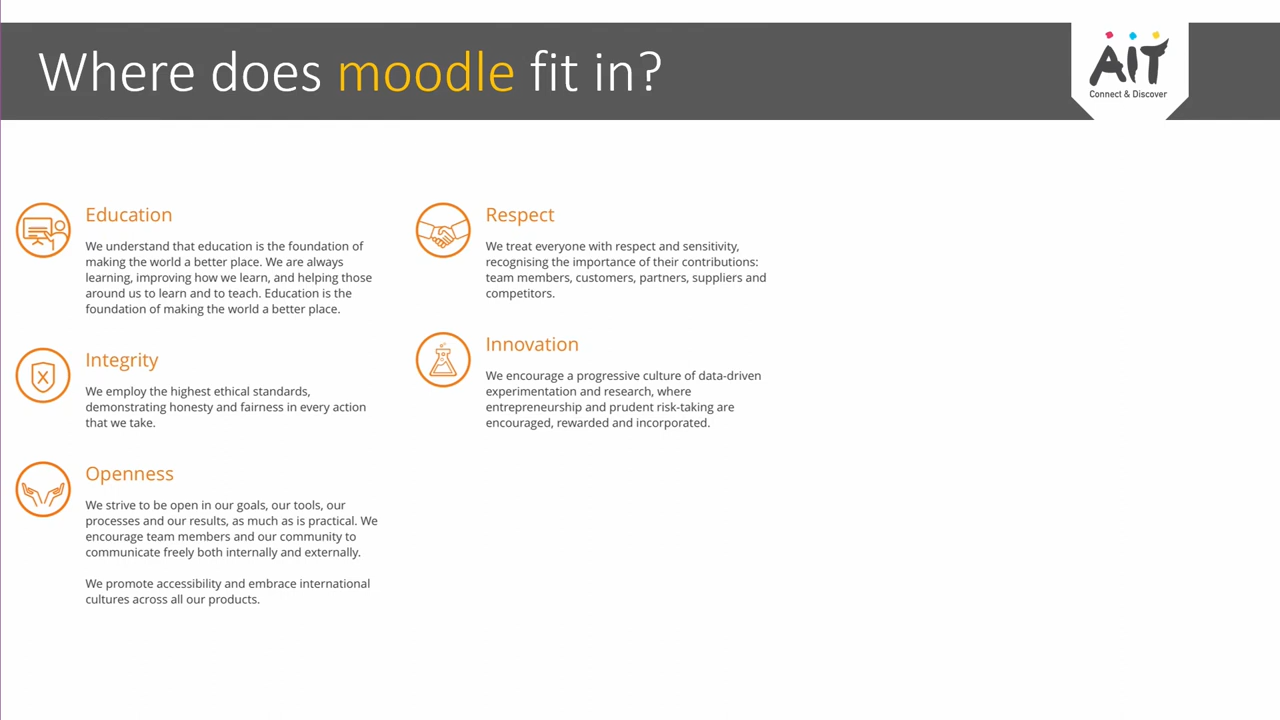 Where does moodle fit in?
AIT
Connect & Discover
Education
We understand that education is the foundation of
making the world a better place. We are always
learning, improving how we learn, and helping those
around us to learn and to teach. Education is the
foundation of making the world a better place.
Integrity
We employ the highest ethical standards,
demonstrating honesty and fairness in every action
that we take.
Openness
We strive to be open in our goals, our tools, our
processes and our results, as much as is practical. We
encourage team members and our community to
communicate freely both internally and externally.
We promote accessibility and embrace international
cultures across all our products.
Respect
We treat everyone with respect and sensitivity,
recognising the importance of their contributions:
team members, customers, partners, suppliers and
competitors.
Innovation
We encourage a progressive culture of data-driven
experimentation and research, where
entrepreneurship and prudent risk-taking are
encouraged, rewarded and incorporated.